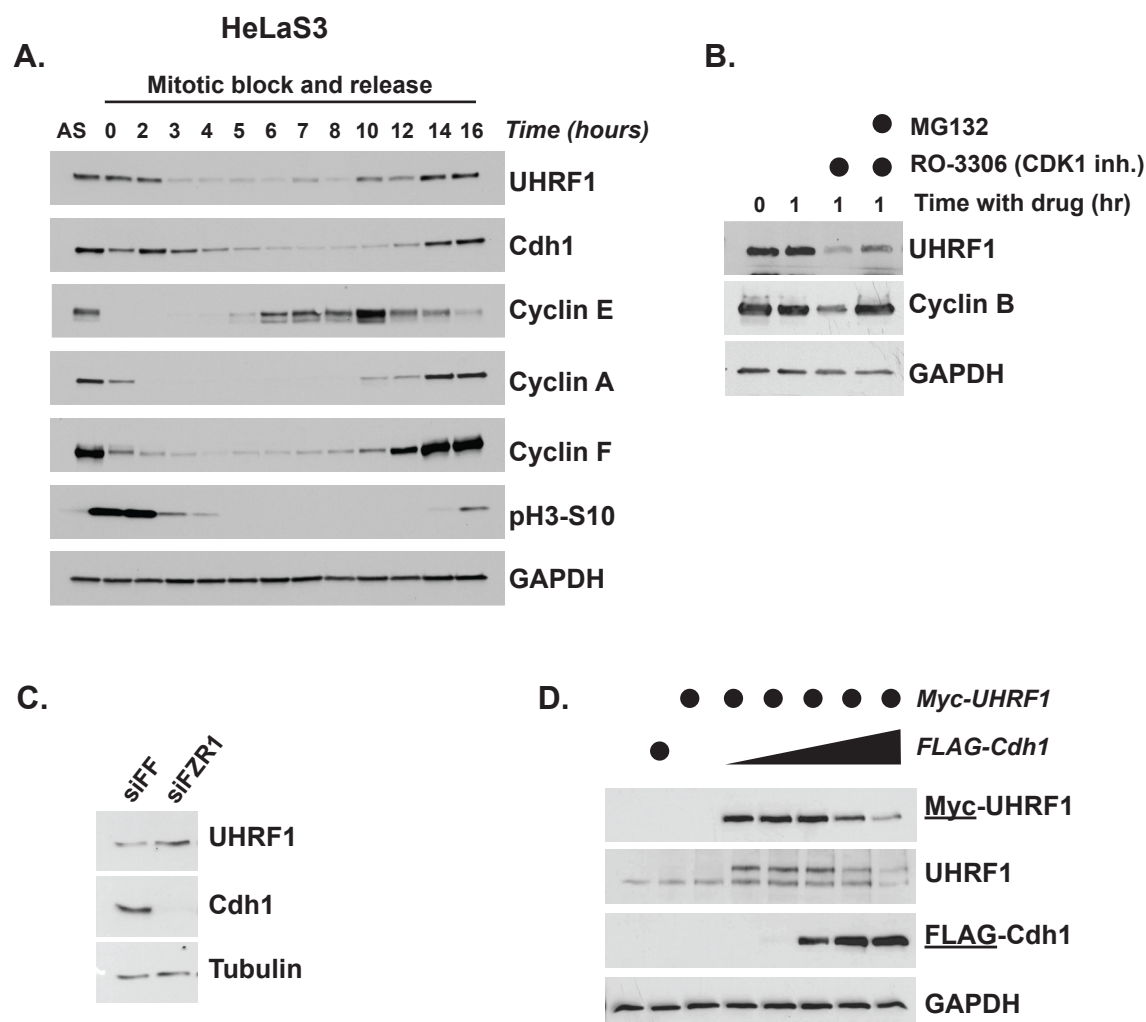 HeLaS3
A.
Mitotic block and release
AS 0 2 3 4 5 6 7 8 10 12 14 16 Time (hours)
UHRF1
Cdh1
Cyclin E
Cyclin A
Cyclin F
pH3-S10
GAPDH
B.
MG132
RO-3306 (CDK1 inh.)
0 1 1 1 Time with drug (hr)
UHRF1
Cyclin B
GAPDH
C.
siFF siFZR1
UHRF1
Cdh1
Tubulin
D.
Myc-UHRF1
FLAG-Cdh1
Myc-UHRF1
UHRF1
FLAG-Cdh1
GAPDH